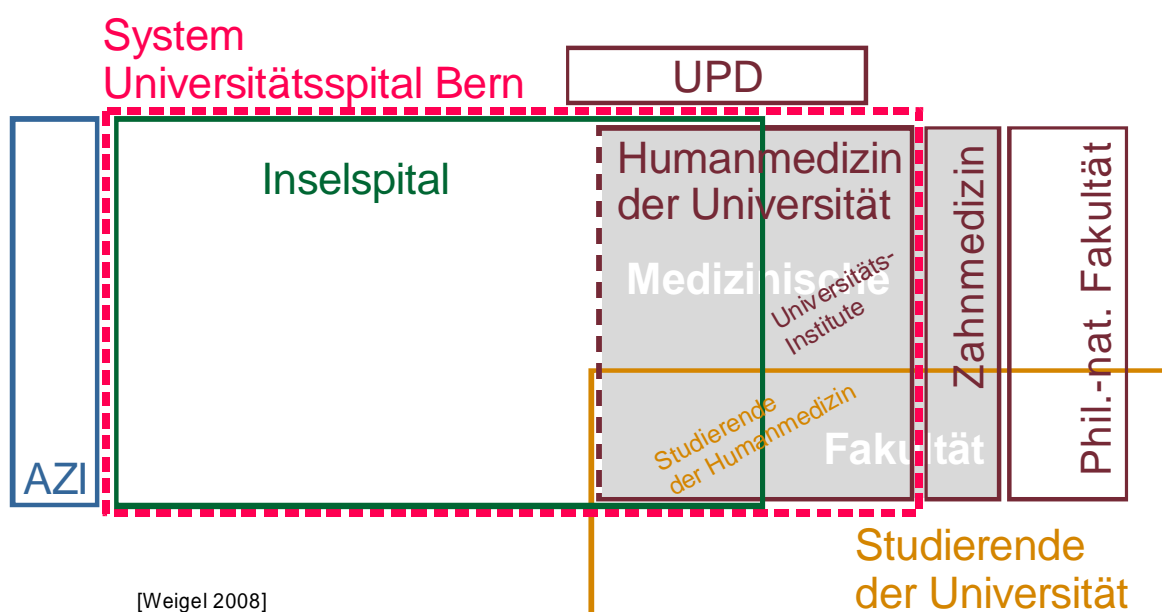 System
Universitätsspital Bern
UPD
AZI
Inselspital
Humanmedizin
der Universität
Medizinische
Universitäts-
Institute
Studierende
der Humanmedizin
Fakultät
Zahnmedizin
Phil.-nat. Fakultät
Studierende
der Universität
[Weigel 2008]